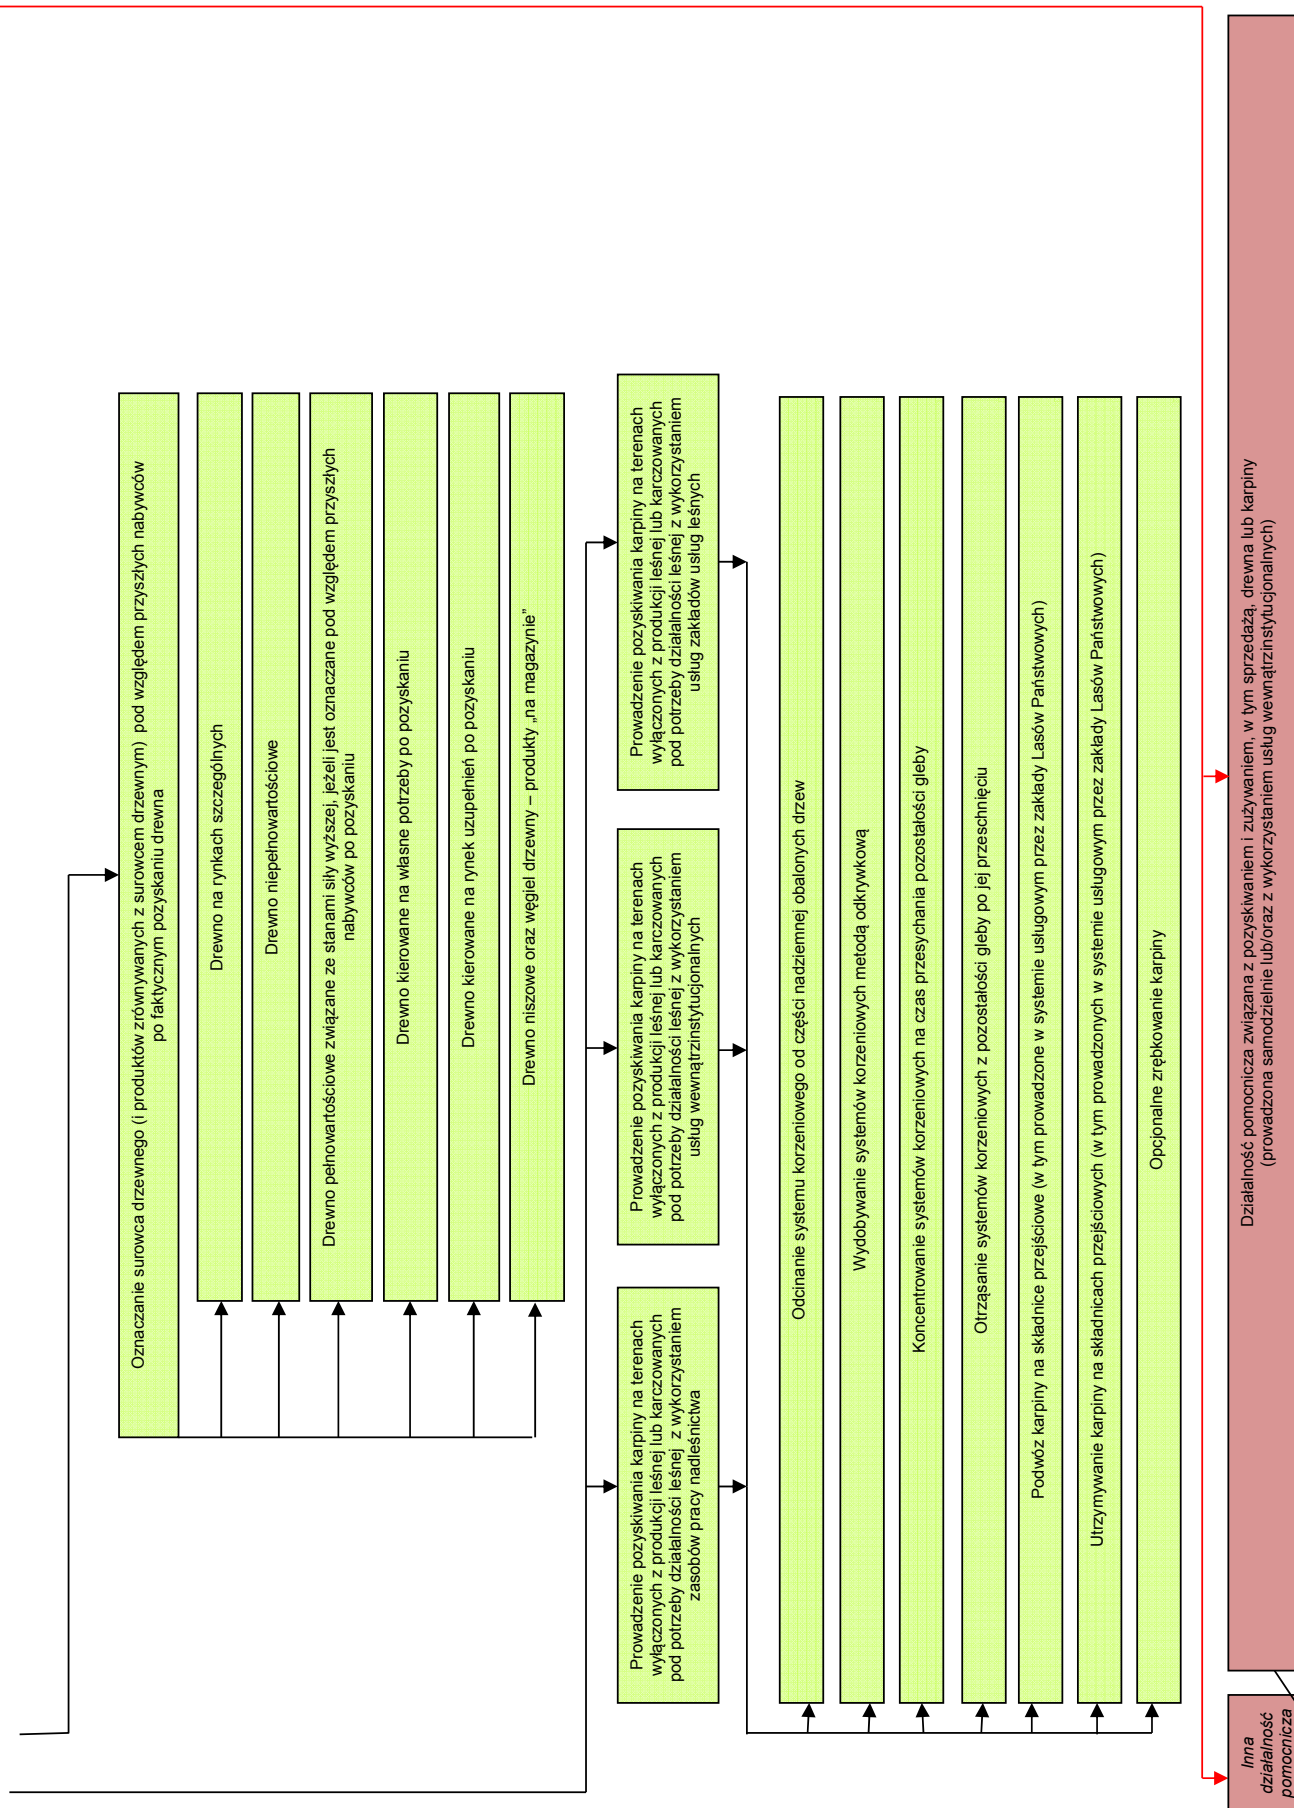 Oznaczanie surowca drzewnego (i produktów zrównywanych z surowcem drzewnym) pod względem przyszłych nabywców
po faktycznym pozyskaniu drewna
Drewno na rynkach szczególnych
Drewno niepełnowartościowe
Drewno pełnowartościowe związane ze stanami siły wyższej, jeżeli jest oznaczane pod względem przyszłych
nabywców po pozyskaniu
Drewno kierowane na własne potrzeby po pozyskaniu
Drewno kierowane na rynek uzupełnień po pozyskaniu
Drewno niszowe oraz węgiel drzewny – produkty „na magazynie”
Prowadzenie pozyskiwania karpiny na terenach
wyłączonych z produkcji leśnej lub karczowanych
pod potrzeby działalności leśnej z wykorzystaniem
zasobów pracy nadleśnictwa
Prowadzenie pozyskiwania karpiny na terenach
wyłączonych z produkcji leśnej lub karczowanych
pod potrzeby działalności leśnej z wykorzystaniem
usług wewnątrzinstytucjonalnych
Prowadzenie pozyskiwania karpiny na terenach
wyłączonych z produkcji leśnej lub karczowanych
pod potrzeby działalności leśnej z wykorzystaniem
usług zakładów usług leśnych
Odcinanie systemu korzeniowego od części nadziemnej obalonych drzew
Wydobywanie systemów korzeniowych metodą odkrywkową
Koncentrowanie systemów korzeniowych na czas przesychania pozostałości gleby
Otrząsanie systemów korzeniowych z pozostałości gleby po jej przeschnięciu
Podwóz karpiny na składnice przejściowe (w tym prowadzone w systemie usługowym przez zakłady Lasów Państwowych)
Utrzymywanie karpiny na składnicach przejściowych (w tym prowadzonych w systemie usługowym przez zakłady Lasów Państwowych)
Opcjonalne zrębkowanie karpiny
Inna
działalność
pomocnicza
Działalność pomocnicza związana z pozyskiwaniem i zużywaniem, w tym sprzedażą, drewna lub karpiny
(prowadzona samodzielnie lub/oraz z wykorzystaniem usług wewnątrzinstytucjonalnych)